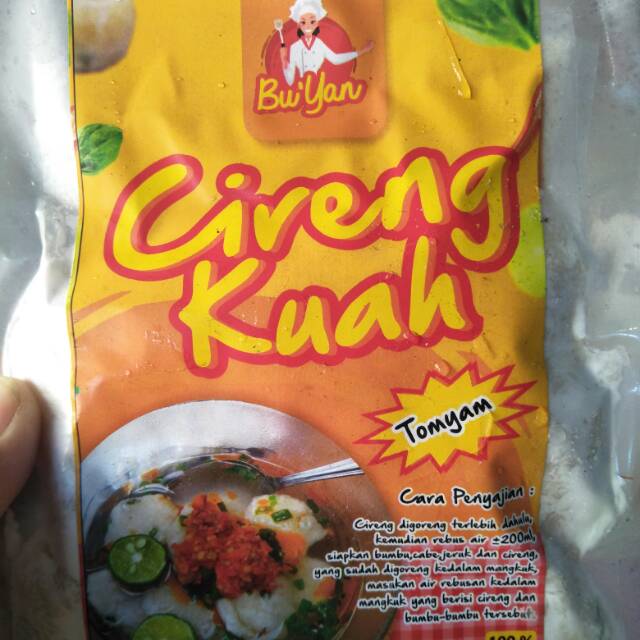 Bu'Yan
Cireng
Kuah
Tomyam
Cara Penyajian :
Cireng digoreng terlebih dahulu,
kemudian rebus air ±200ml,
siapkan bumbu,cabe,jeruk dan cireng,
yang sudah digoreng kedalam mangkuk,
masukan air rebusan kedalam
mangkuk yang berisi cireng dan
bumbu-bumbu tersebut.
100 %